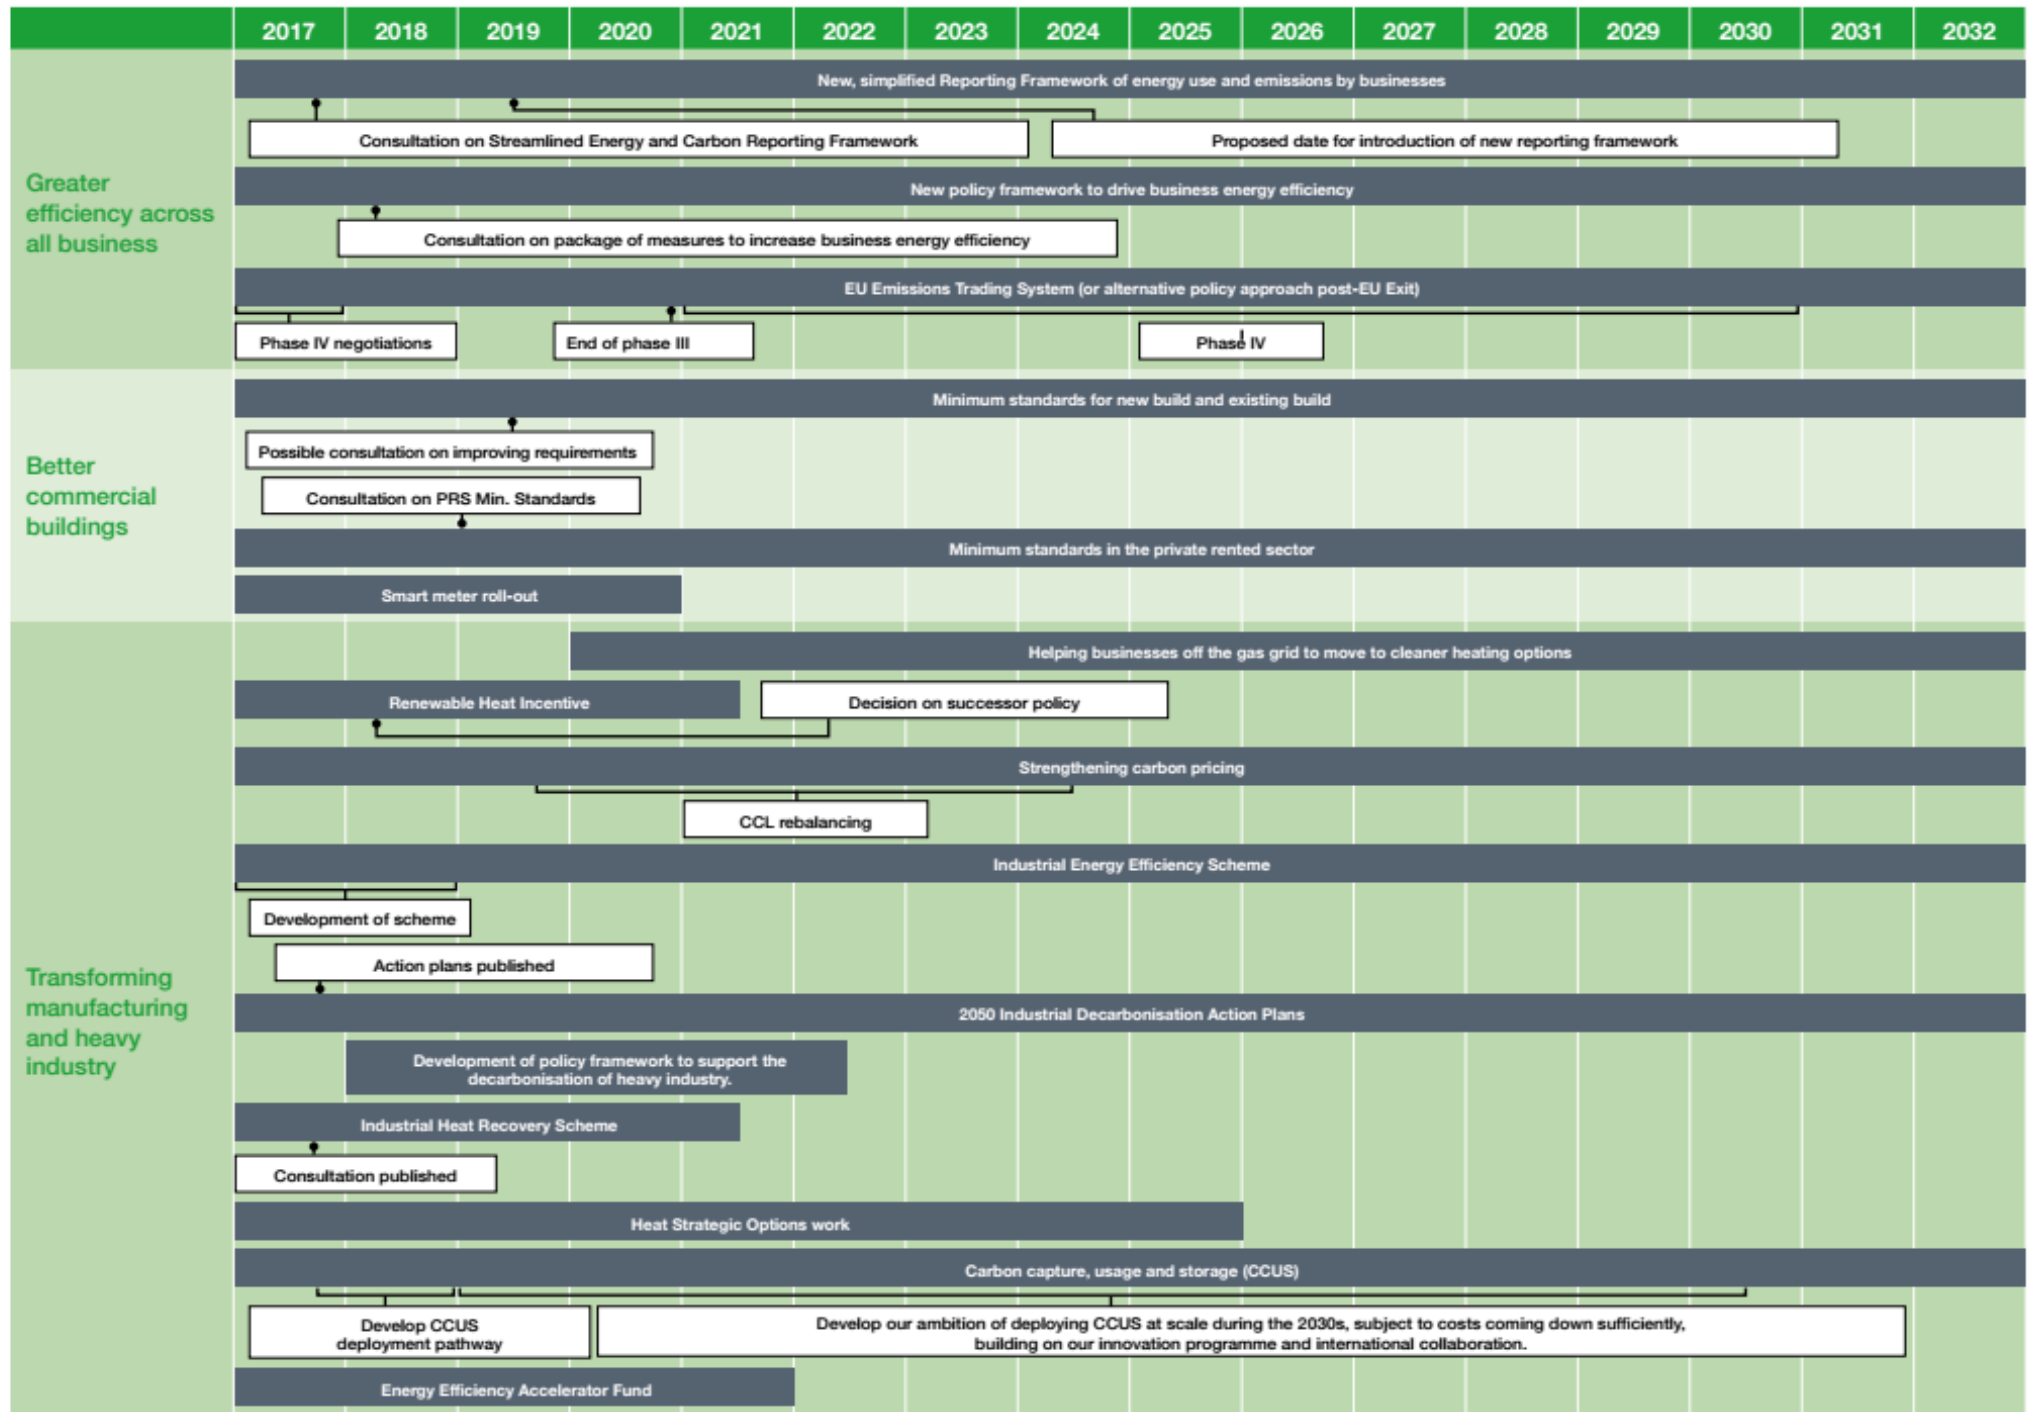 2017 2018 2019 2020 2021 2022 2023 2024 2025 2026 2027 2028 2029 2030 2031 2032
Greater
efficiency across
all business
New, simplified Reporting Framework of energy use and emissions by businesses
Consultation on Streamlined Energy and Carbon Reporting Framework
Proposed date for introduction of new reporting framework
New policy framework to drive business energy efficiency
Consultation on package of measures to increase business energy efficiency
EU Emissions Trading System (or alternative policy approach post-EU Exit)
Phase IV negotiations
End of phase III
Phase IV
Better
commercial
buildings
Minimum standards for new build and existing build
Possible consultation on improving requirements
Consultation on PRS Min. Standards
Minimum standards in the private rented sector
Smart meter roll-out
Transforming
manufacturing
and heavy
industry
Helping businesses off the gas grid to move to cleaner heating options
Renewable Heat Incentive
Decision on successor policy
Strengthening carbon pricing
CCL rebalancing
Industrial Energy Efficiency Scheme
Development of scheme
Action plans published
2050 Industrial Decarbonisation Action Plans
Development of policy framework to support the
decarbonisation of heavy industry.
Industrial Heat Recovery Scheme
Consultation published
Heat Strategic Options work
Carbon capture, usage and storage (CCUS)
Develop CCUS
deployment pathway
Develop our ambition of deploying CCUS at scale during the 2030s, subject to costs coming down sufficiently,
building on our innovation programme and international collaboration.
Energy Efficiency Accelerator Fund